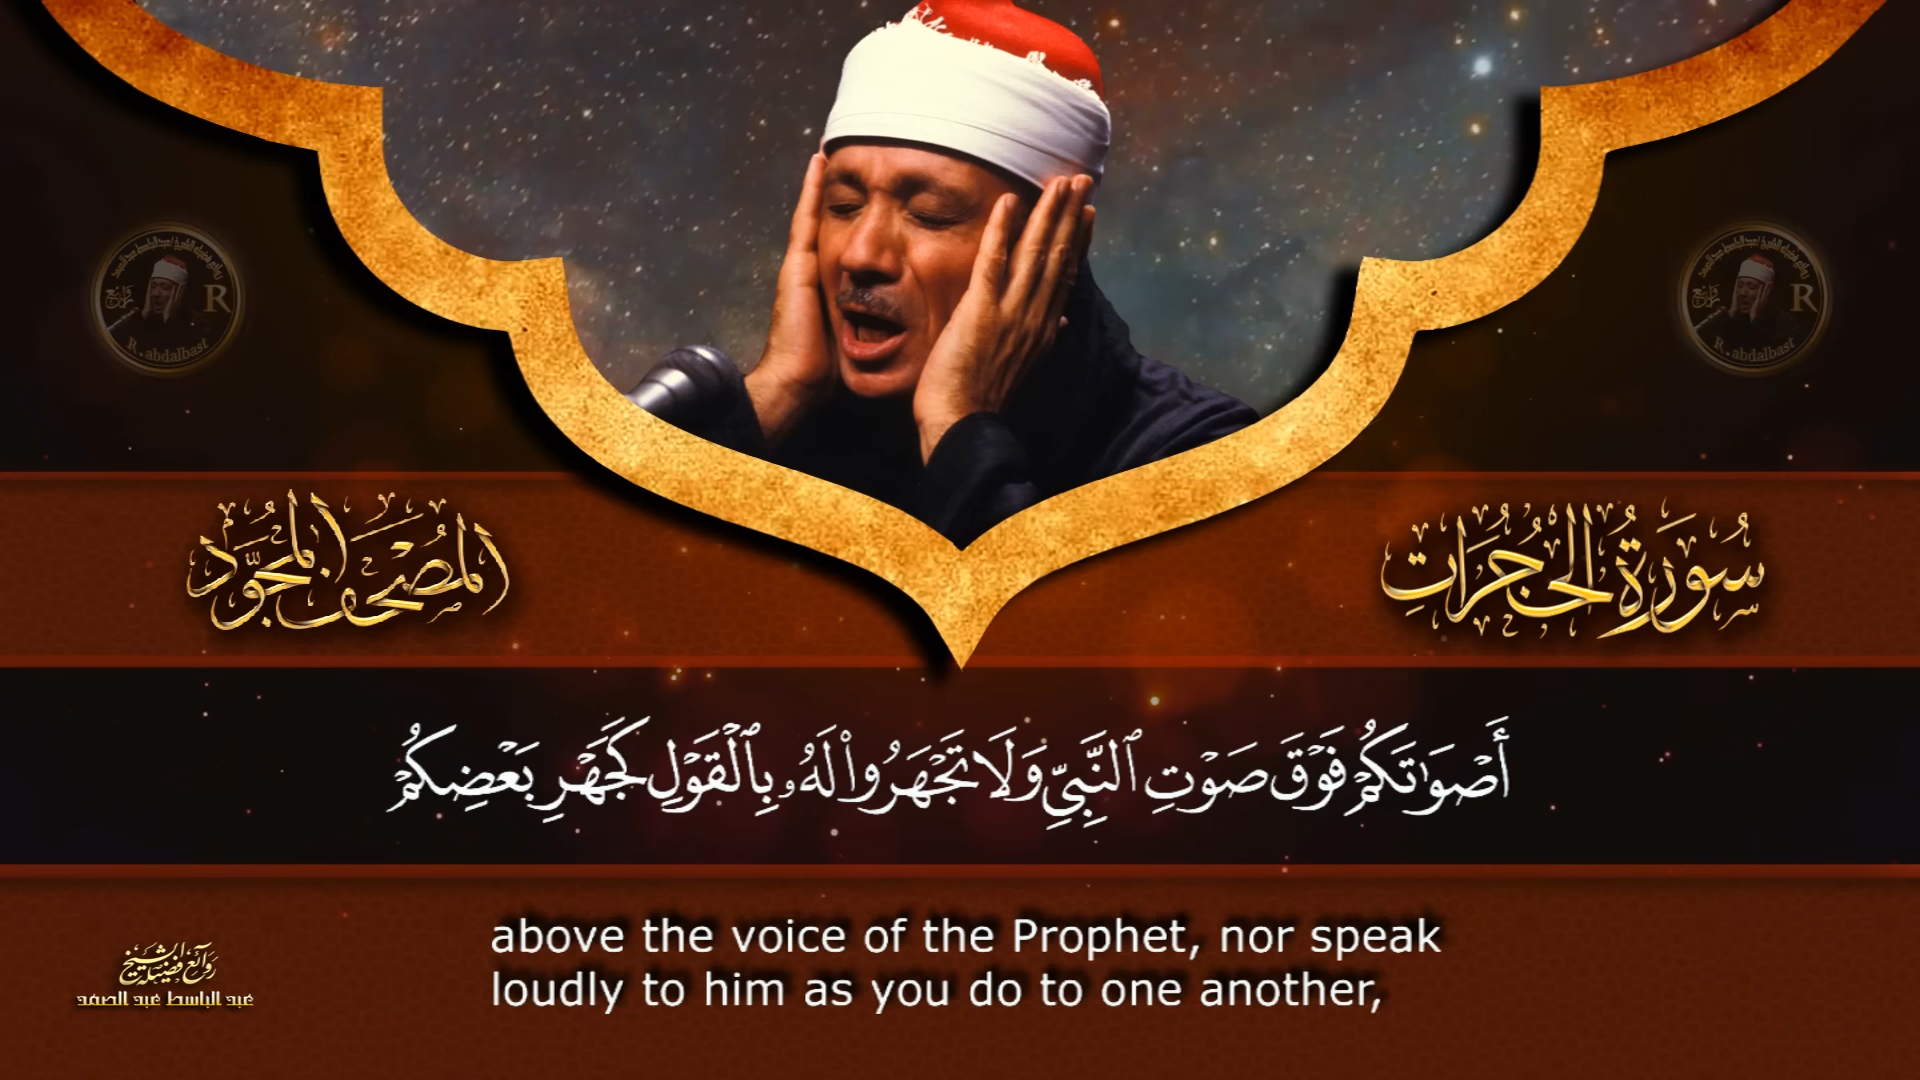 R
R.abdalbast
R
R.abdalbast
سُورَةُ الحُجُرَاتِ
المُصْحَفُ المُجَوَّد
أَصْوَٰتَكُمْ فَوْقَ صَوْتِ ٱلنَّبِىِّ وَلَا تَجْهَرُوا۟ لَهُۥ بِٱلْقَوْلِ كَجَهْرِ بَعْضِكُمْ
above the voice of the Prophet, nor speak
loudly to him as you do to one another,
روائع فضيلة الشيخ
عبد الباسط عبد الصمد